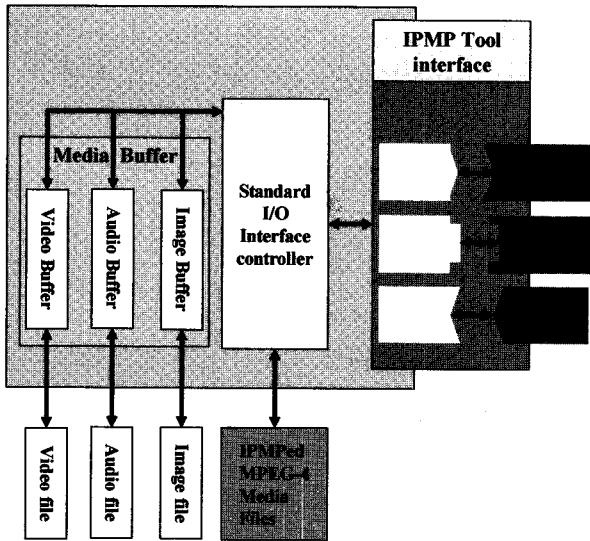 IPMP Tool
interface
Media Buffer
Video Buffer
Audio Buffer
Image Buffer
Standard
I/O
Interface
controller
Video file
Audio file
Image file
IPMPed
MPEG-4
Media
Files